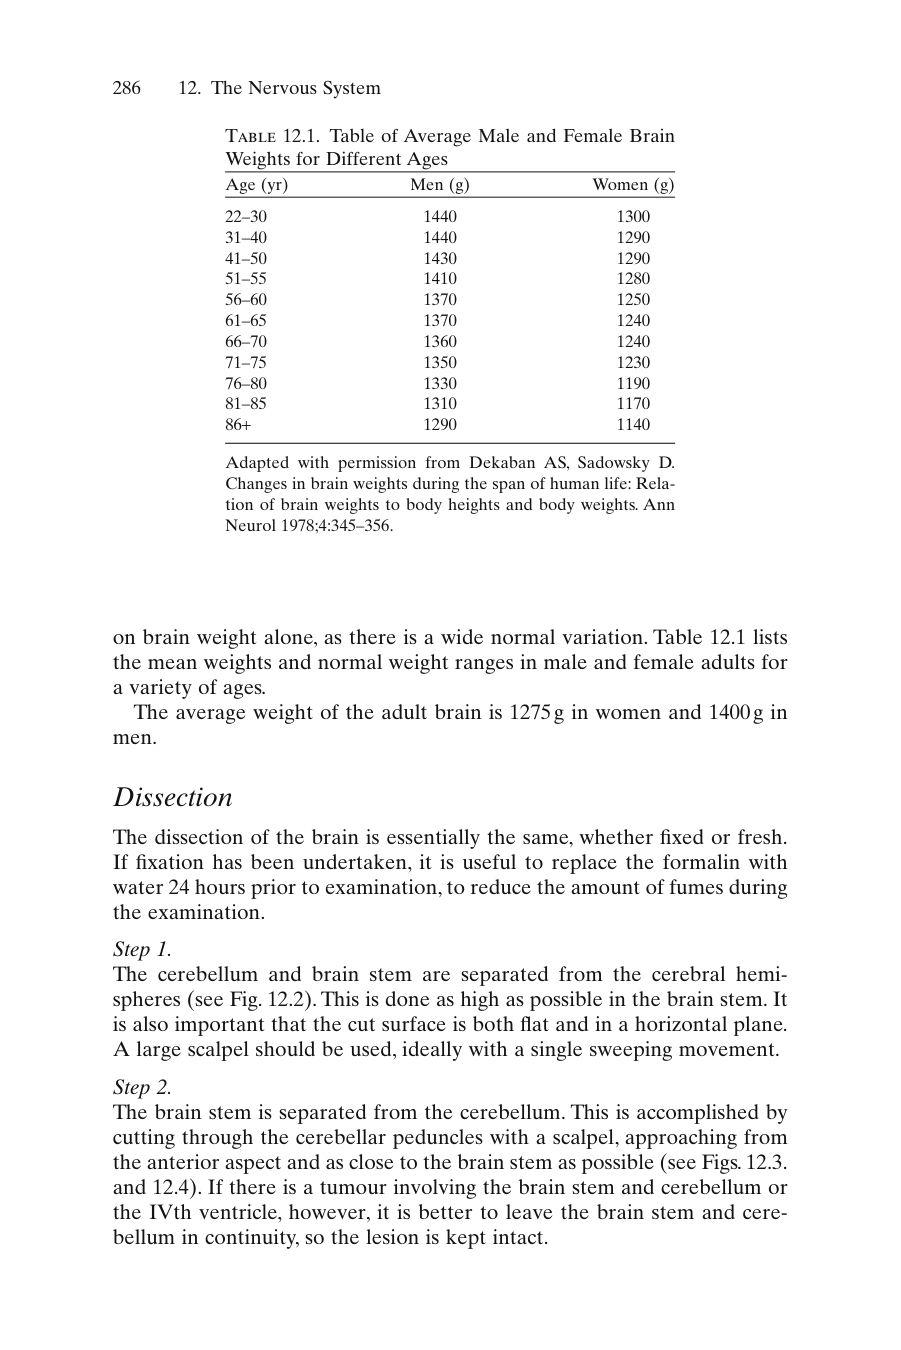 286 12. The Nervous System
TABLE 12.1. Table of Average Male and Female Brain
Weights for Different Ages
Age (yr) Men (g) Women (g)
22–30 1440 1300
31–40 1440 1290
41–50 1430 1290
51–55 1410 1280
56–60 1370 1250
61–65 1370 1240
66–70 1360 1240
71–75 1350 1230
76–80 1330 1190
81–85 1310 1170
86+ 1290 1140
Adapted with permission from Dekaban AS, Sadowsky D.
Changes in brain weights during the span of human life: Rela-
tion of brain weights to body heights and body weights. Ann
Neurol 1978;4:345–356.
on brain weight alone, as there is a wide normal variation. Table 12.1 lists
the mean weights and normal weight ranges in male and female adults for
a variety of ages.
The average weight of the adult brain is 1275 g in women and 1400 g in
men.
Dissection
The dissection of the brain is essentially the same, whether fixed or fresh.
If fixation has been undertaken, it is useful to replace the formalin with
water 24 hours prior to examination, to reduce the amount of fumes during
the examination.
Step 1.
The cerebellum and brain stem are separated from the cerebral hemi-
spheres (see Fig. 12.2). This is done as high as possible in the brain stem. It
is also important that the cut surface is both flat and in a horizontal plane.
A large scalpel should be used, ideally with a single sweeping movement.
Step 2.
The brain stem is separated from the cerebellum. This is accomplished by
cutting through the cerebellar peduncles with a scalpel, approaching from
the anterior aspect and as close to the brain stem as possible (see Figs. 12.3.
and 12.4). If there is a tumour involving the brain stem and cerebellum or
the IVth ventricle, however, it is better to leave the brain stem and cere-
bellum in continuity, so the lesion is kept intact.